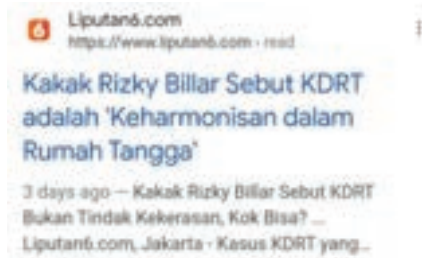 Liputan6.com
https://www.liputan6.com › read
Kakak Rizky Billar Sebut KDRT
adalah 'Keharmonisan dalam
Rumah Tangga'
3 days ago — Kakak Rizky Billar Sebut KDRT
Bukan Tindak Kekerasan, Kok Bisa? ...
Liputan6.com, Jakarta - Kasus KDRT yang...